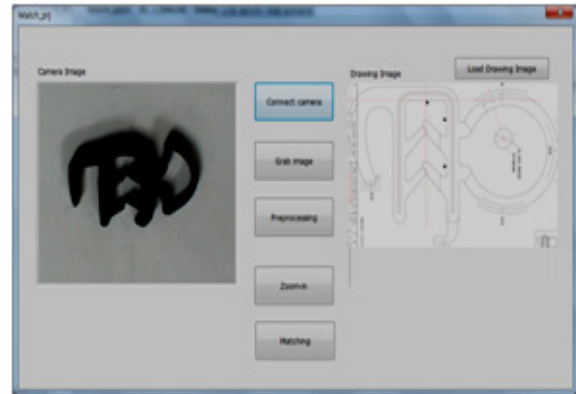 Match_prj
Camera Image
Drawing Image
Load Drawing Image
Connect camera
Grab image
Preprocessing
Zoom-in
Matching